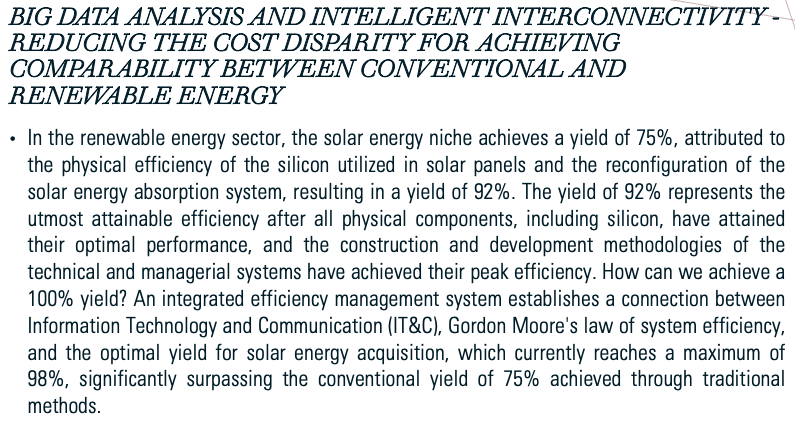 BIG DATA ANALYSIS AND INTELLIGENT INTERCONNECTIVITY -
REDUCING THE COST DISPARITY FOR ACHIEVING
COMPARABILITY BETWEEN CONVENTIONAL AND
RENEWABLE ENERGY
• In the renewable energy sector, the solar energy niche achieves a yield of 75%, attributed to
the physical efficiency of the silicon utilized in solar panels and the reconfiguration of the
solar energy absorption system, resulting in a yield of 92%. The yield of 92% represents the
utmost attainable efficiency after all physical components, including silicon, have attained
their optimal performance, and the construction and development methodologies of the
technical and managerial systems have achieved their peak efficiency. How can we achieve a
100% yield? An integrated efficiency management system establishes a connection between
Information Technology and Communication (IT&C), Gordon Moore's law of system efficiency,
and the optimal yield for solar energy acquisition, which currently reaches a maximum of
98%, significantly surpassing the conventional yield of 75% achieved through traditional
methods.